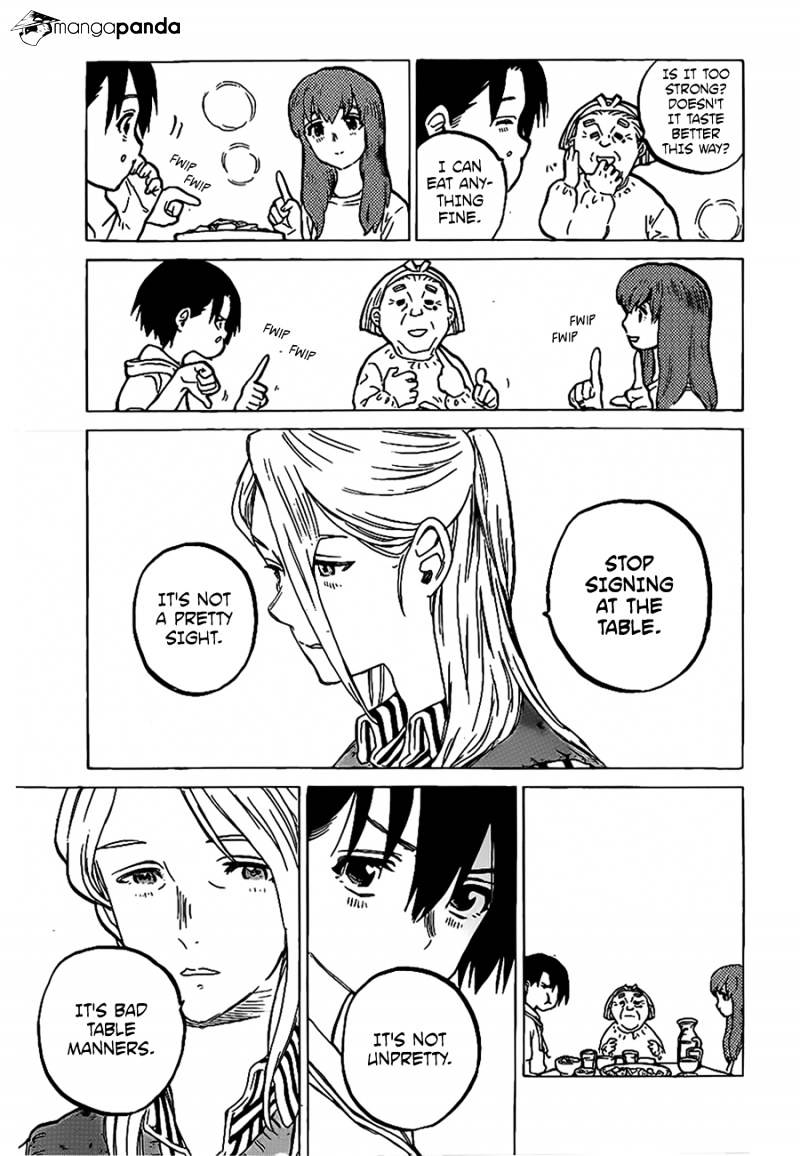 mangapanda
IS IT TOO
STRONG?
DOESN'T
IT TASTE
BETTER
THIS WAY?
I CAN
EAT ANY-
THING
FINE.
FWIP
FWIP
FWIP
FWIP
FWIP
FWIP
STOP
SIGNING
AT THE
TABLE.
IT'S NOT
A PRETTY
SIGHT.
IT'S NOT
UNPRETTY.
IT'S BAD
TABLE
MANNERS.